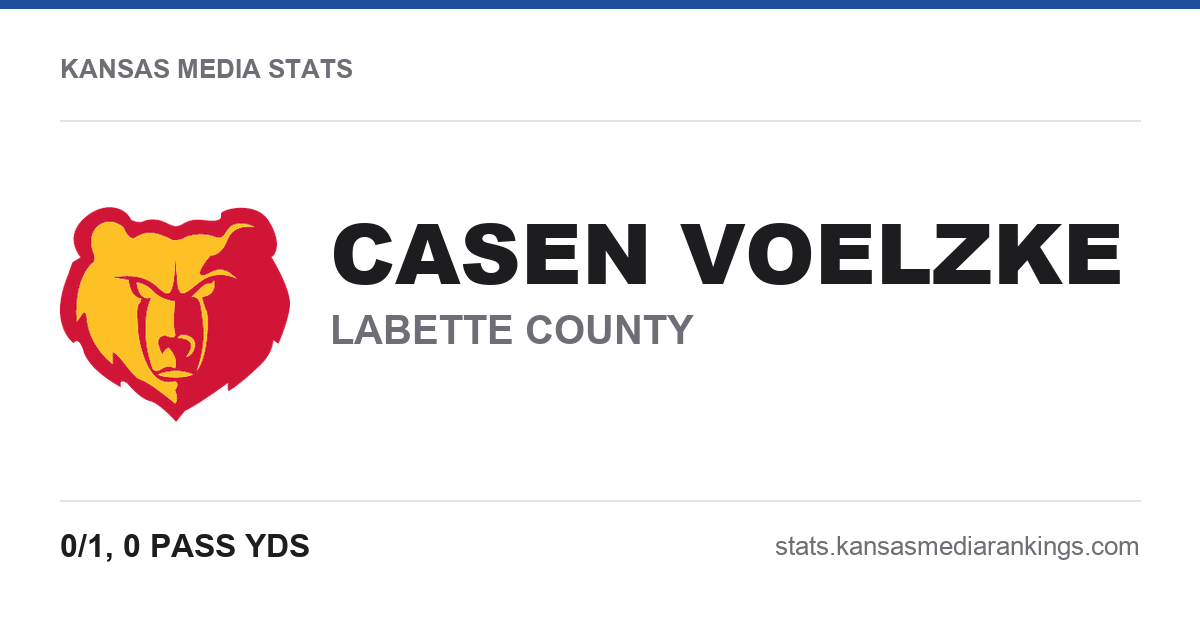 KANSAS MEDIA STATS
CASEN VOELZKE
LABETTE COUNTY
0/1, 0 PASS YDS
stats.kansasmediarankings.com